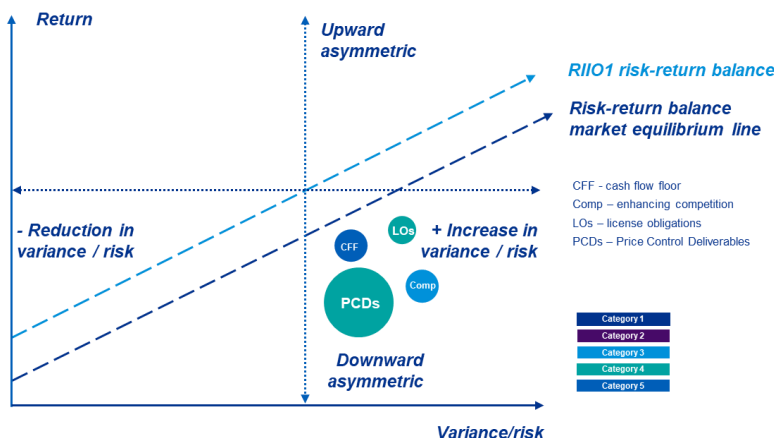 Return
Upward
asymmetric
RIIO1 risk-return balance
Risk-return balance
market equilibrium line
CFF - cash flow floor
Comp – enhancing competition
LOs – license obligations
PCDs – Price Control Deliverables
- Reduction in
variance / risk
+ Increase in
variance / risk
LOs
CFF
Comp
PCDs
Downward
asymmetric
Category 1
Category 2
Category 3
Category 4
Category 5
Variance/risk